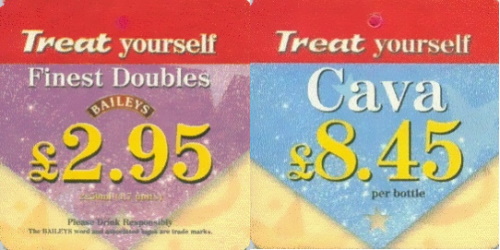 Treat yourself
Finest Doubles
BAILEYS
£2.95
Please Drink Responsibly
The BAILEYS word and associated logos are trade marks.
Treat yourself
Cava
£8.45
per bottle